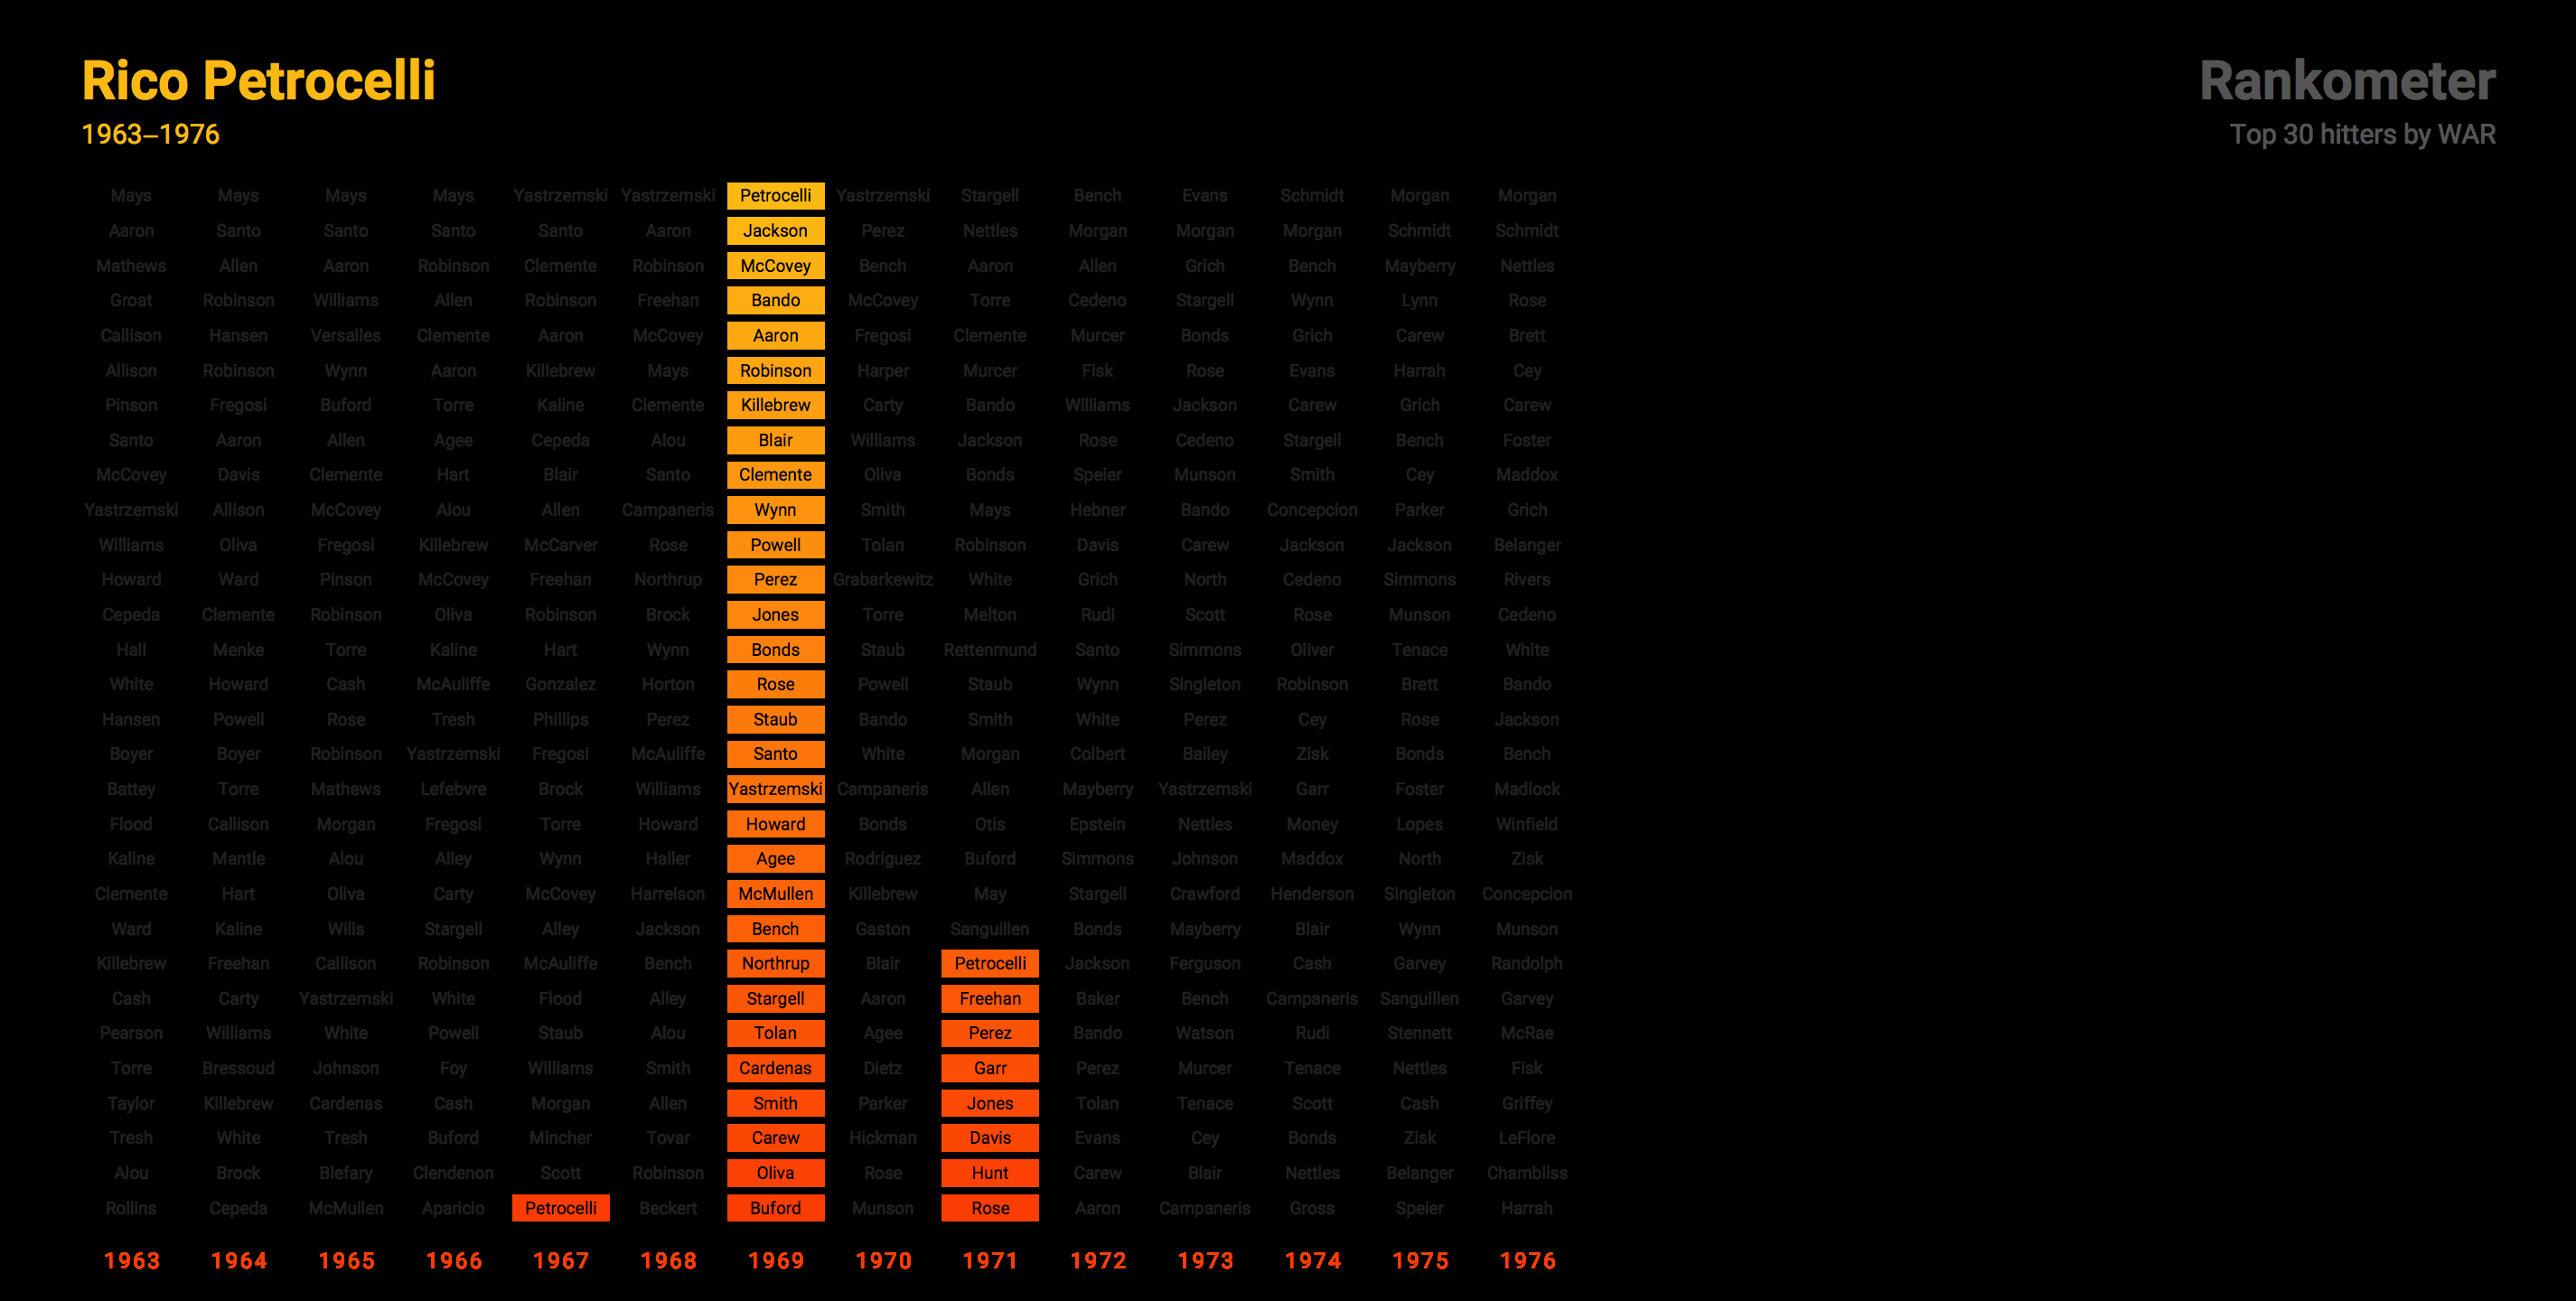 Rico Petrocelli
1963–1976
Rankometer
Top 30 hitters by WAR
Mays Mays Mays Mays Yastrzemski Yastrzemski Petrocelli Yastrzemski Stargell Bench Evans Schmidt Morgan Morgan
Aaron Santo Santo Santo Santo Aaron Jackson Perez Nettles Morgan Morgan Morgan Schmidt Schmidt
Mathews Allen Aaron Robinson Clemente Robinson McCovey Bench Aaron Allen Grich Bench Mayberry Nettles
Groat Robinson Williams Allen Robinson Freehan Bando McCovey Torre Cedeno Stargell Wynn Lynn Rose
Callison Hansen Versalles Clemente Aaron McCovey Aaron Fregosi Clemente Murcer Bonds Grich Carew Brett
Allison Robinson Wynn Aaron Killebrew Mays Robinson Harper Murcer Fisk Rose Evans Harrah Cey
Pinson Fregosi Buford Torre Kaline Clemente Killebrew Carty Bando Williams Jackson Carew Grich Carew
Santo Aaron Allen Agee Cepeda Alou Blair Williams Jackson Rose Cedeno Stargell Bench Foster
McCovey Davis Clemente Hart Blair Santo Clemente Oliva Bonds Speier Munson Smith Cey Maddox
Yastrzemski Allison McCovey Alou Allen Campaneris Wynn Smith Mays Hebner Bando Concepcion Parker Grich
Williams Oliva Fregosi Killebrew McCarver Rose Powell Tolan Robinson Davis Carew Jackson Jackson Belanger
Howard Ward Pinson McCovey Freehan Northrup Perez Grabarkewitz White Grich North Cedeno Simmons Rivers
Cepeda Clemente Robinson Oliva Robinson Brock Jones Torre Melton Rudi Scott Rose Munson Cedeno
Hall Menke Torre Kaline Hart Wynn Bonds Staub Rettenmund Santo Simmons Oliver Tenace White
White Howard Cash McAuliffe Gonzalez Horton Rose Powell Staub Wynn Singleton Robinson Brett Bando
Hansen Powell Rose Tresh Phillips Perez Staub Bando Smith White Perez Cey Rose Jackson
Boyer Boyer Robinson Yastrzemski Fregosi McAuliffe Santo White Morgan Colbert Bailey Zisk Bonds Bench
Battey Torre Mathews Lefebvre Brock Williams Yastrzemski Campaneris Allen Mayberry Yastrzemski Garr Foster Madlock
Flood Callison Morgan Fregosi Torre Howard Howard Bonds Otis Epstein Nettles Money Lopes Winfield
Kaline Mantle Alou Alley Wynn Haller Agee Rodriguez Buford Simmons Johnson Maddox North Zisk
Clemente Hart Oliva Carty McCovey Harrelson McMullen Killebrew May Stargell Crawford Henderson Singleton Concepcion
Ward Kaline Wills Stargell Alley Jackson Bench Gaston Sanguillen Bonds Mayberry Blair Wynn Munson
Killebrew Freehan Callison Robinson McAuliffe Bench Northrup Blair Petrocelli Jackson Ferguson Cash Garvey Randolph
Cash Carty Yastrzemski White Flood Alley Stargell Aaron Freehan Baker Bench Campaneris Sanguillen Garvey
Pearson Williams White Powell Staub Alou Tolan Agee Perez Bando Watson Rudi Stennett McRae
Torre Bressoud Johnson Foy Williams Smith Cardenas Dietz Garr Perez Murcer Tenace Nettles Fisk
Taylor Killebrew Cardenas Cash Morgan Allen Smith Parker Jones Tolan Tenace Scott Cash Griffey
Tresh White Tresh Buford Mincher Tovar Carew Hickman Davis Evans Cey Bonds Zisk LeFlore
Alou Brock Blefary Clendenon Scott Robinson Oliva Rose Hunt Carew Blair Nettles Belanger Chambliss
Rollins Cepeda McMullen Aparicio Petrocelli Beckert Buford Munson Rose Aaron Campaneris Gross Speier Harrah
1963 1964 1965 1966 1967 1968 1969 1970 1971 1972 1973 1974 1975 1976